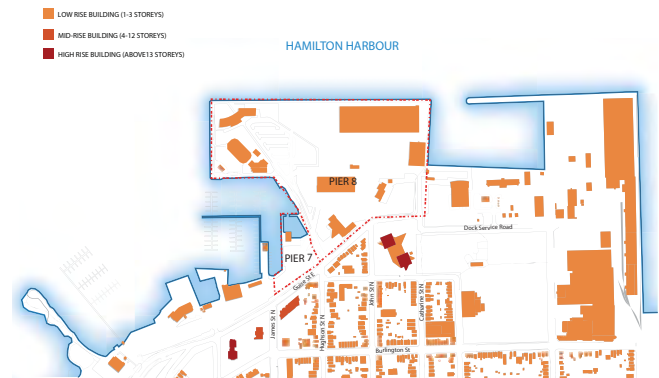 LOW RISE BUILDING (1-3 STOREYS)
MID-RISE BUILDING (4-12 STOREYS)
HIGH RISE BUILDING (ABOVE13 STOREYS)
HAMILTON HARBOUR
PIER 8
Dock Service Road
PIER 7
Guise St E
John St N
Catharine St N
James St N
Hughson St N
Burlington St